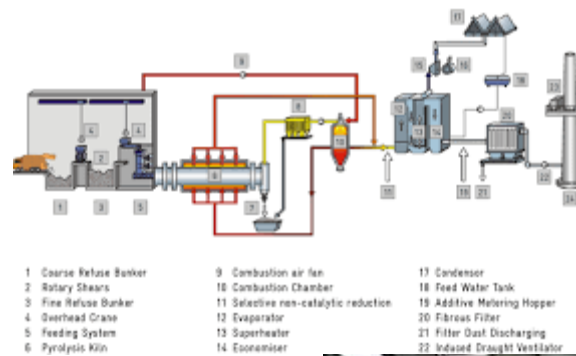 1 Coarse Refuse Bunker
2 Rotary Shears
3 Fine Refuse Bunker
4 Overhead Crane
5 Feeding System
6 Pyrolysis Kiln
9 Combustion air fan
10 Combustion Chamber
11 Selective non-catalytic reduction
12 Evaporator
13 Superheater
14 Economiser
17 Condensor
18 Feed Water Tank
19 Additive Metering Hopper
20 Fibrous Filter
21 Filter Dust Discharging
22 Induced Draught Ventilator